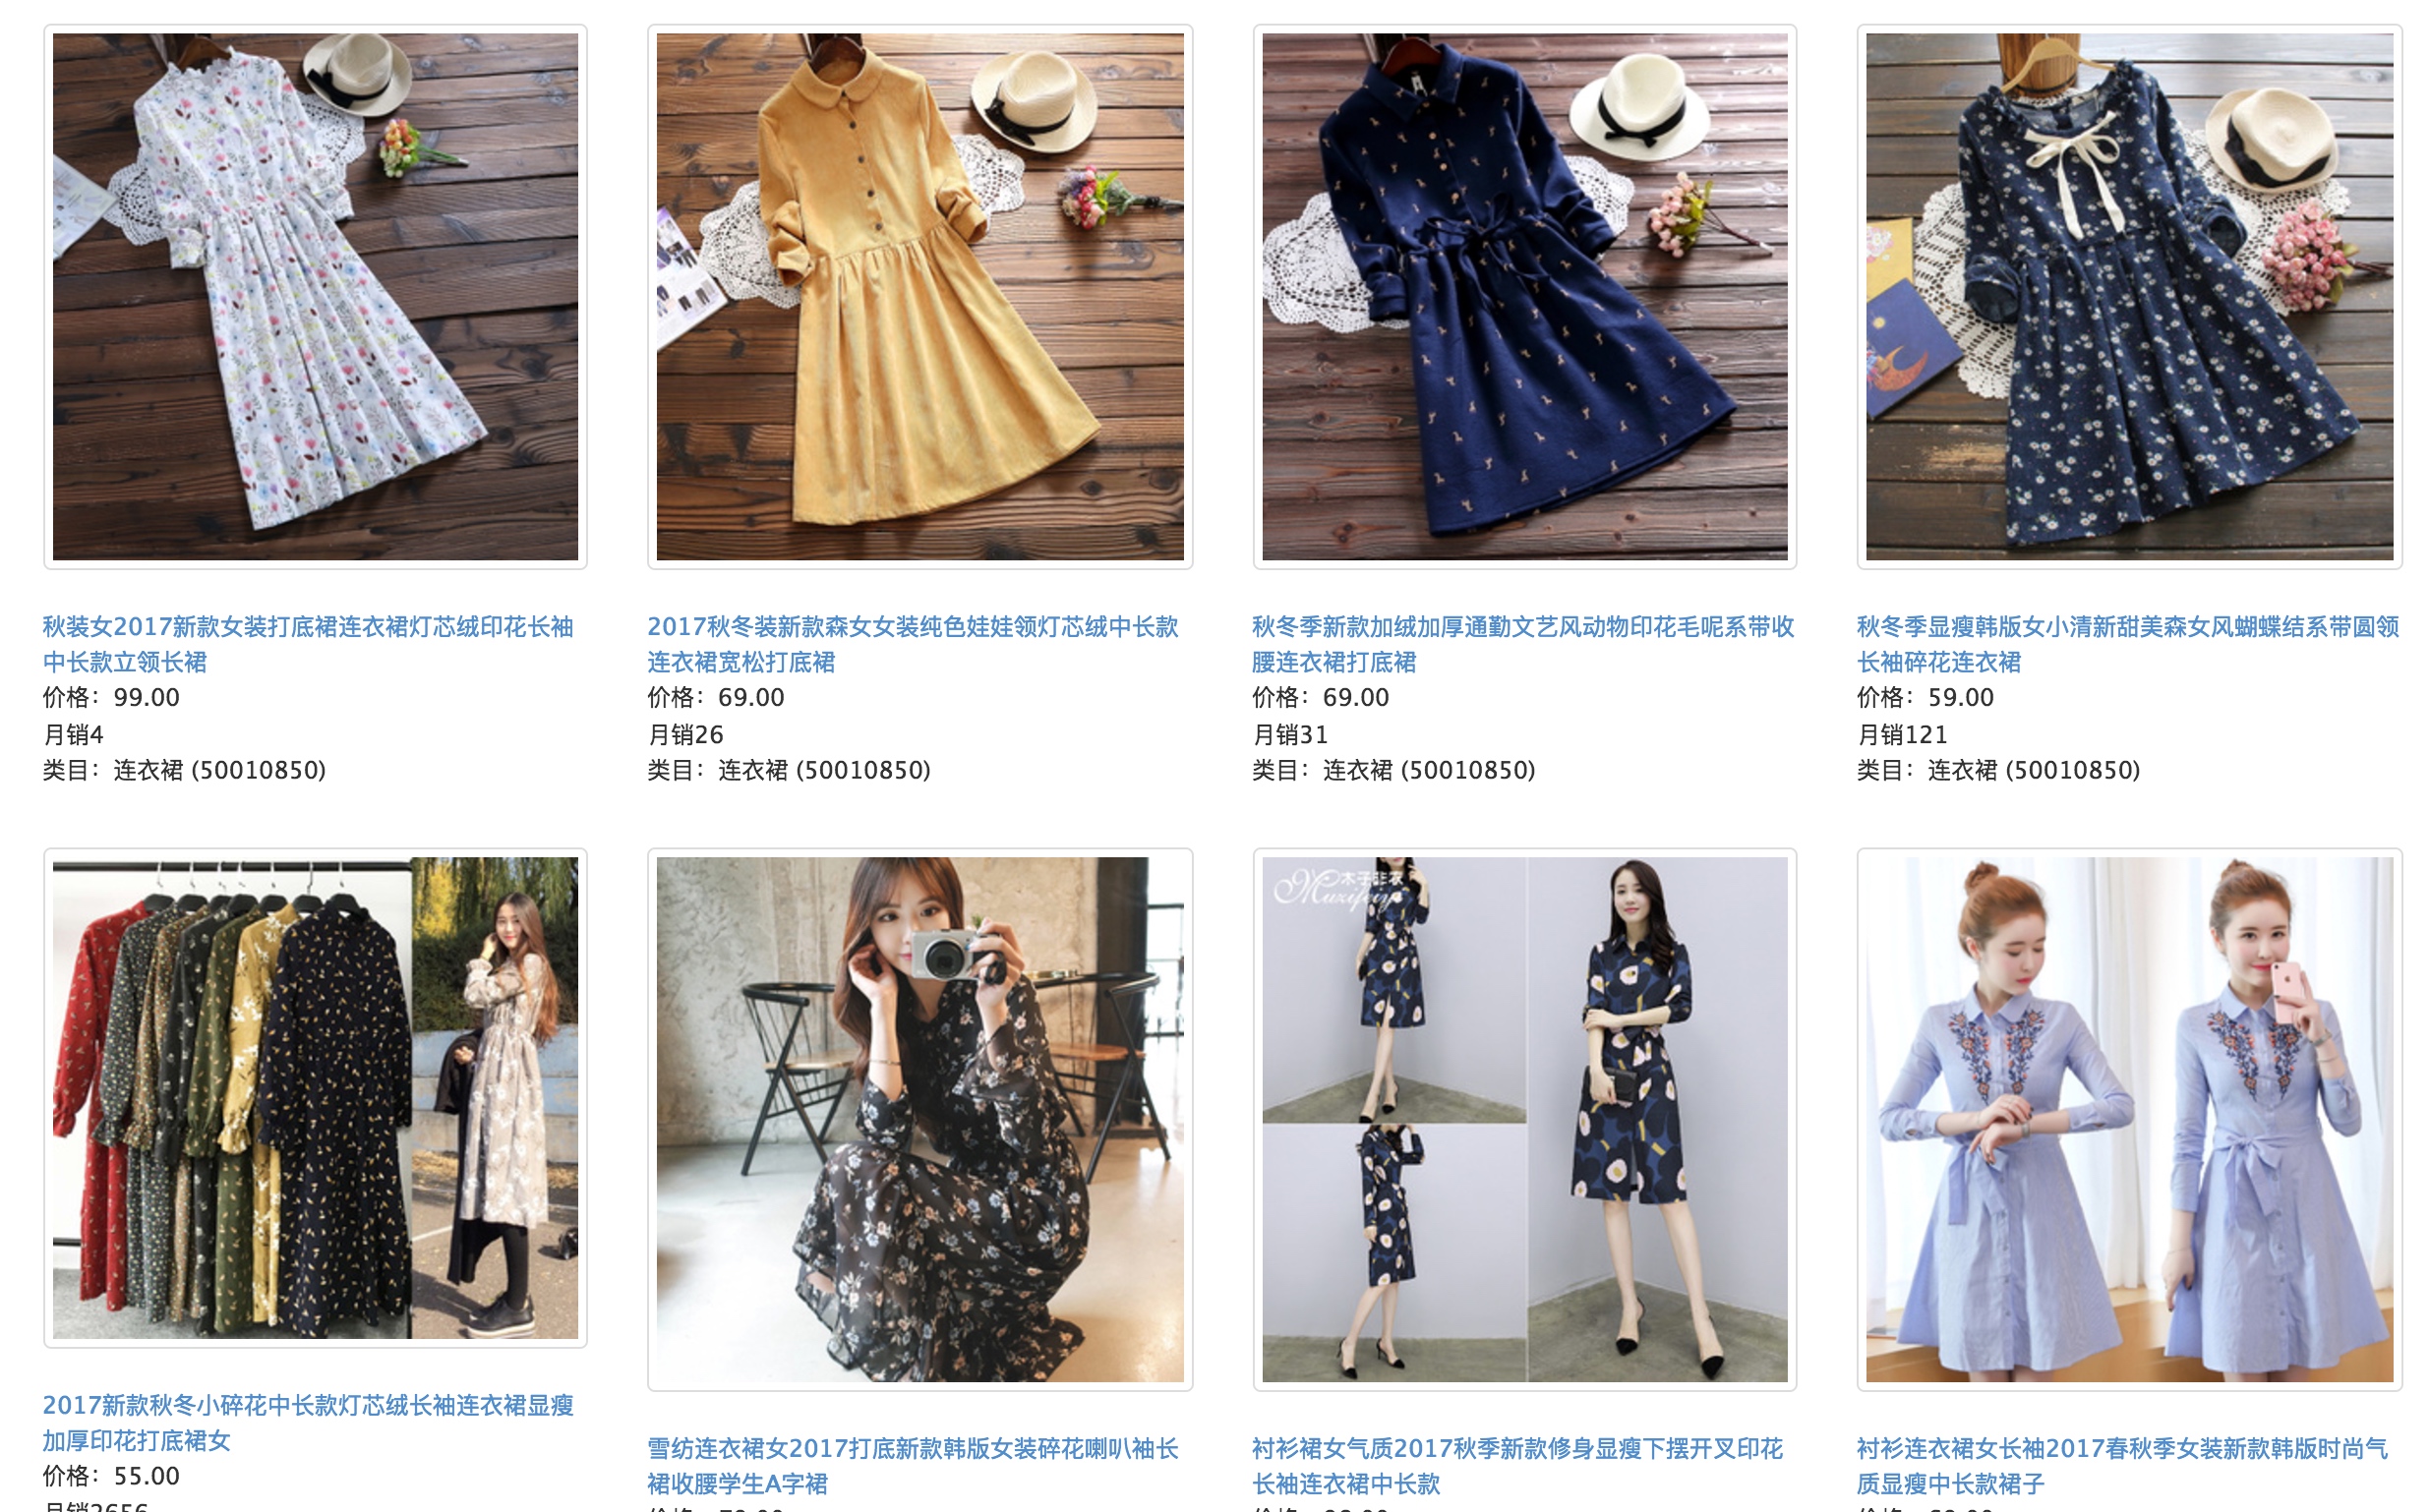 秋装女2017新款女装打底裙连衣裙灯芯绒印花长袖
中长款立领长裙
价格：99.00
月销4
类目：连衣裙 (50010850)
2017秋冬装新款森女女装纯色娃娃领灯芯绒中长款
连衣裙宽松打底裙
价格：69.00
月销26
类目：连衣裙 (50010850)
秋冬季新款加绒加厚通勤文艺风动物印花毛呢系带收
腰连衣裙打底裙
价格：69.00
月销31
类目：连衣裙 (50010850)
秋冬季显瘦韩版女小清新甜美森女风蝴蝶结系带圆领
长袖碎花连衣裙
价格：59.00
月销121
类目：连衣裙 (50010850)
木子非衣
Muzifeiyi
2017新款秋冬小碎花中长款灯芯绒长袖连衣裙显瘦
加厚印花打底裙女
价格：55.00
月销2656
雪纺连衣裙女2017打底新款韩版女装碎花喇叭袖长
裙收腰学生A字裙
衬衫裙女气质2017秋季新款修身显瘦下摆开叉印花
长袖连衣裙中长款
衬衫连衣裙女长袖2017春秋季女装新款韩版时尚气
质显瘦中长款裙子